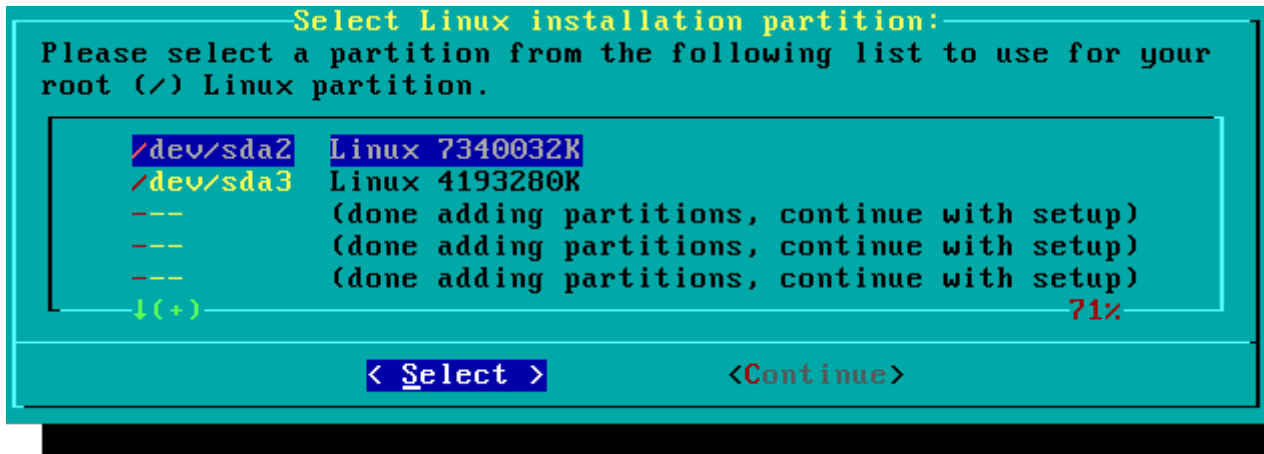 Select Linux installation partition:
Please select a partition from the following list to use for your
root (/) Linux partition.
/dev/sda2 Linux 7340032K
/dev/sda3 Linux 4193280K
--- (done adding partitions, continue with setup)
--- (done adding partitions, continue with setup)
--- (done adding partitions, continue with setup)
↓(+) 71%
< Select > <Continue>